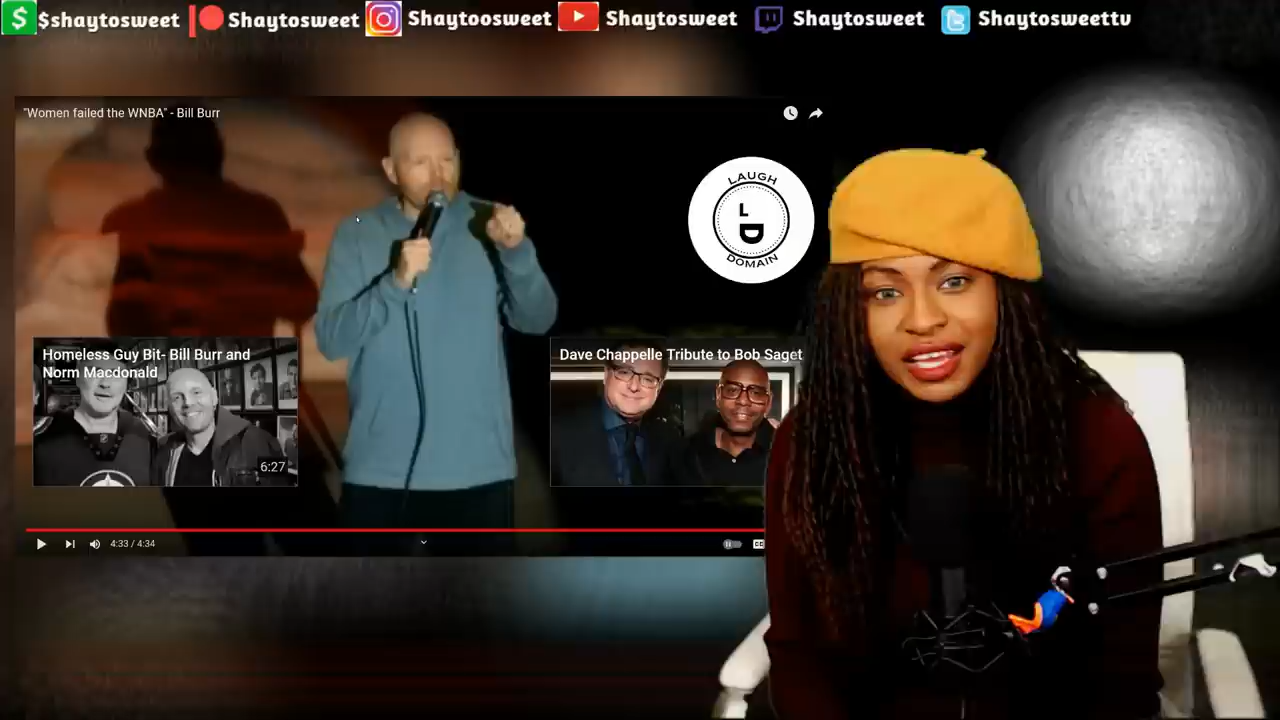 $shaytosweet Shaytosweet Shaytoosweet Shaytosweet Shaytosweet Shaytosweettv
"Women failed the WNBA" - Bill Burr
LAUGH
L
D
DOMAIN
Homeless Guy Bit- Bill Burr and
Norm Macdonald
6:27
Dave Chappelle Tribute to Bob Saget
4:33 / 4:34
CC